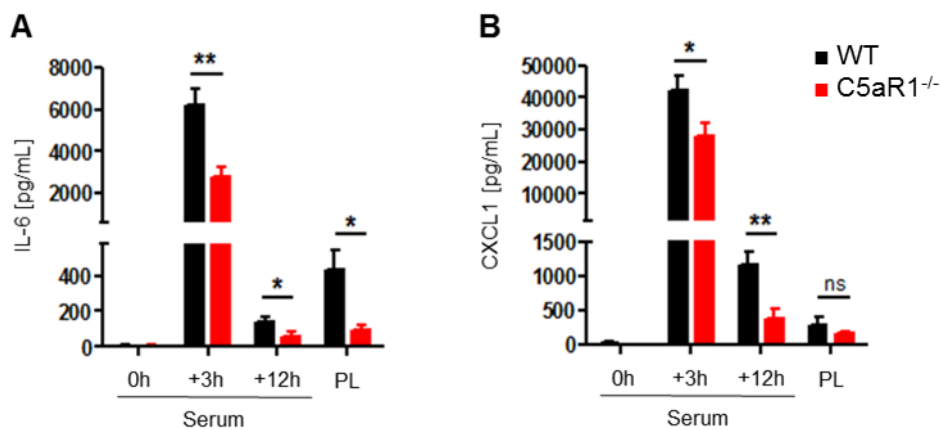 A
IL-6 [pg/mL]
8000
6000
4000
2000
400
200
0
**
*
*
0h +3h +12h PL
Serum
B
CXCL1 [pg/mL]
50000
40000
30000
20000
10000
1500
1000
500
0
*
**
ns
0h +3h +12h PL
Serum
WT
C5aR1-/-